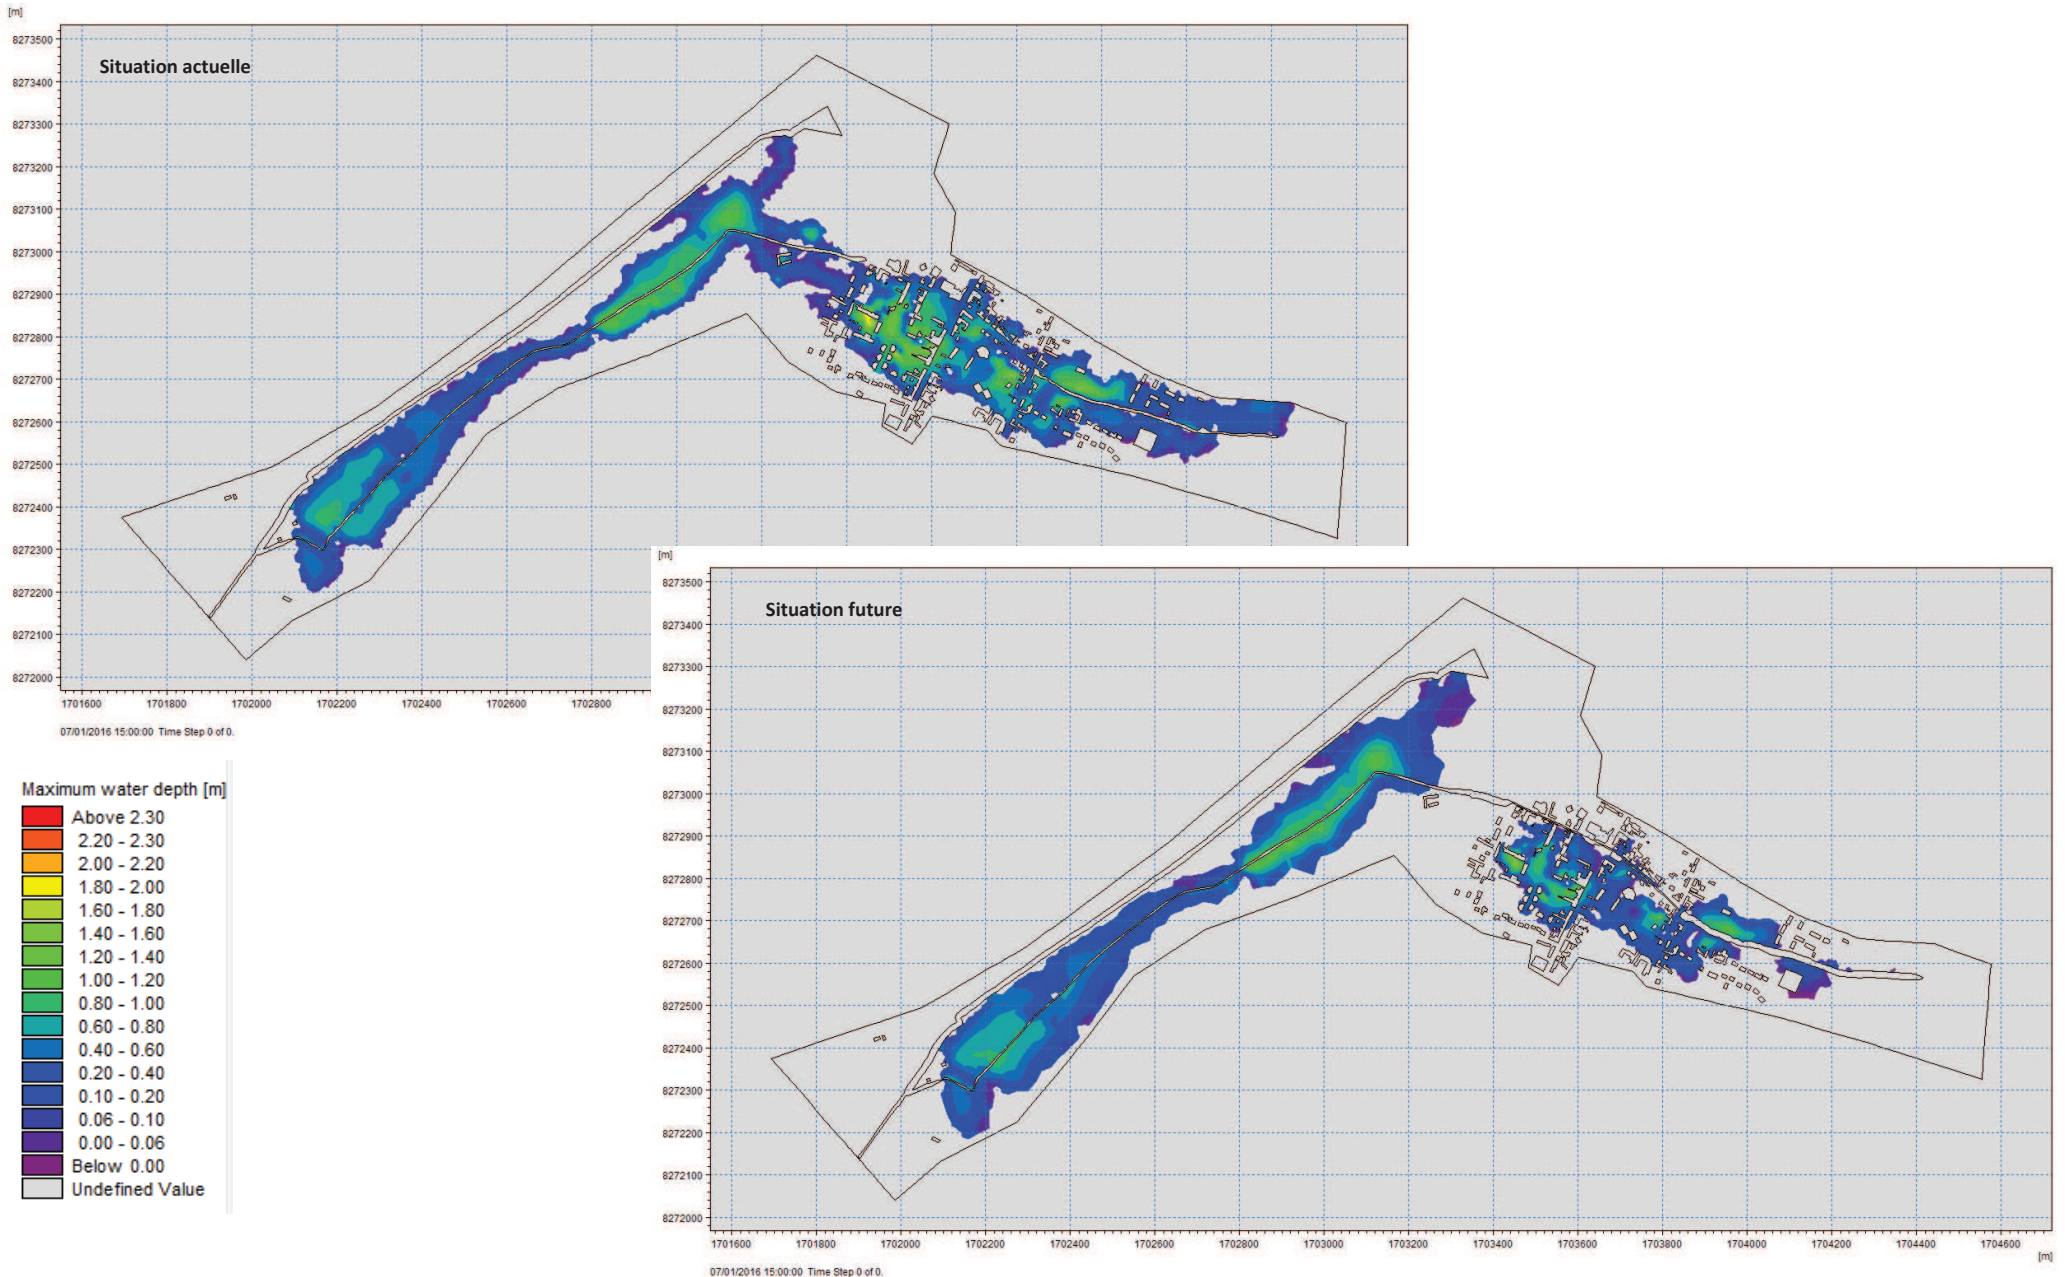 [m]
Situation actuelle
8273500
8273400
8273300
8273200
8273100
8273000
8272900
8272800
8272700
8272600
8272500
8272400
8272300
8272200
8272100
8272000
1701600 1701800 1702000 1702200 1702400 1702600 1702800
07/01/2016 15:00:00 Time Step 0 of 0.
[m]
Situation future
8273500
8273400
8273300
8273200
8273100
8273000
8272900
8272800
8272700
8272600
8272500
8272400
8272300
8272200
8272100
8272000
1701600 1701800 1702000 1702200 1702400 1702600 1702800 1703000 1703200 1703400 1703600 1703800 1704000 1704200 1704400 1704600
[m]
07/01/2016 15:00:00 Time Step 0 of 0.
Maximum water depth [m]
Above 2.30
2.20 - 2.30
2.00 - 2.20
1.80 - 2.00
1.60 - 1.80
1.40 - 1.60
1.20 - 1.40
1.00 - 1.20
0.80 - 1.00
0.60 - 0.80
0.40 - 0.60
0.20 - 0.40
0.10 - 0.20
0.06 - 0.10
0.00 - 0.06
Below 0.00
Undefined Value